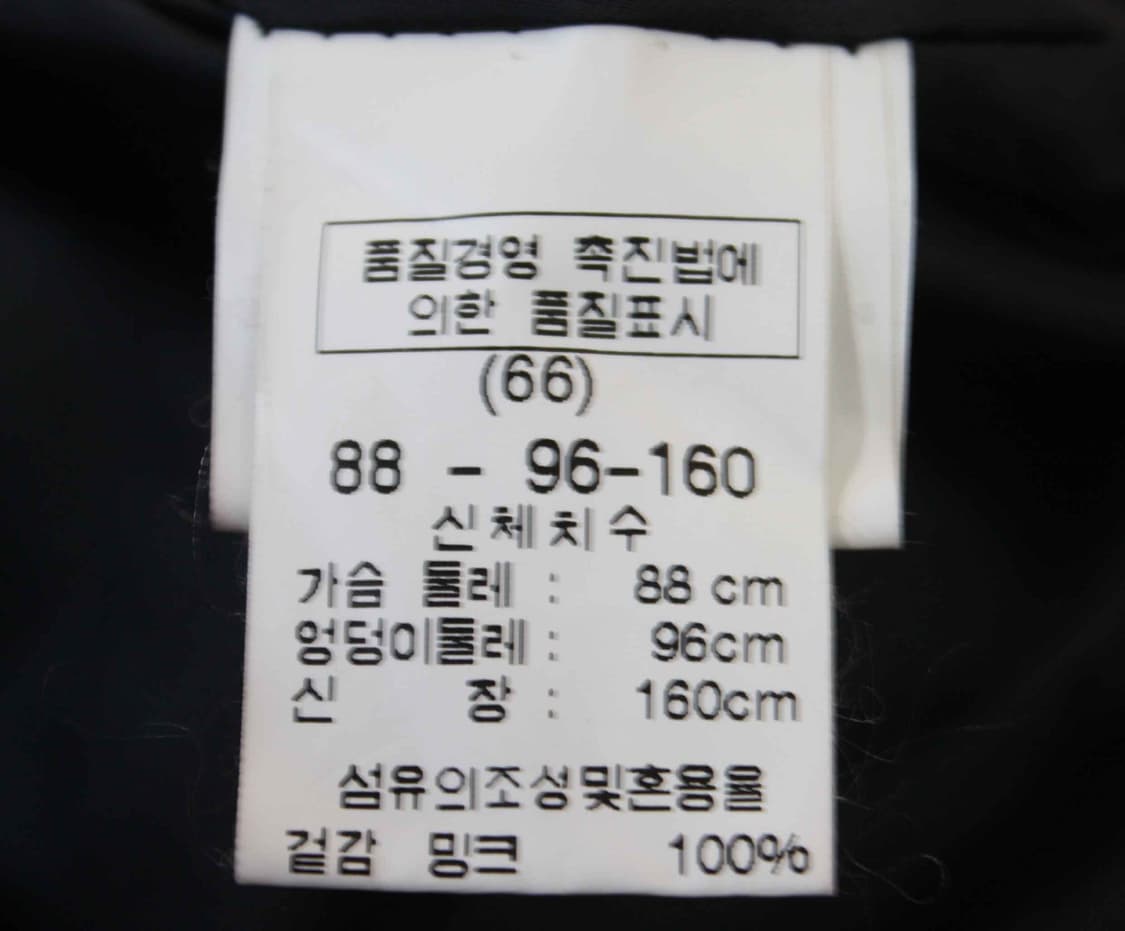 품질경영 촉진법에
의한 품질표시
(66)
88 - 96-160
신체치수
가슴 둘레 : 88 cm
엉덩이둘레 : 96cm
신 장 : 160cm
섬유의조성및혼용율
겉감 밍크 100%